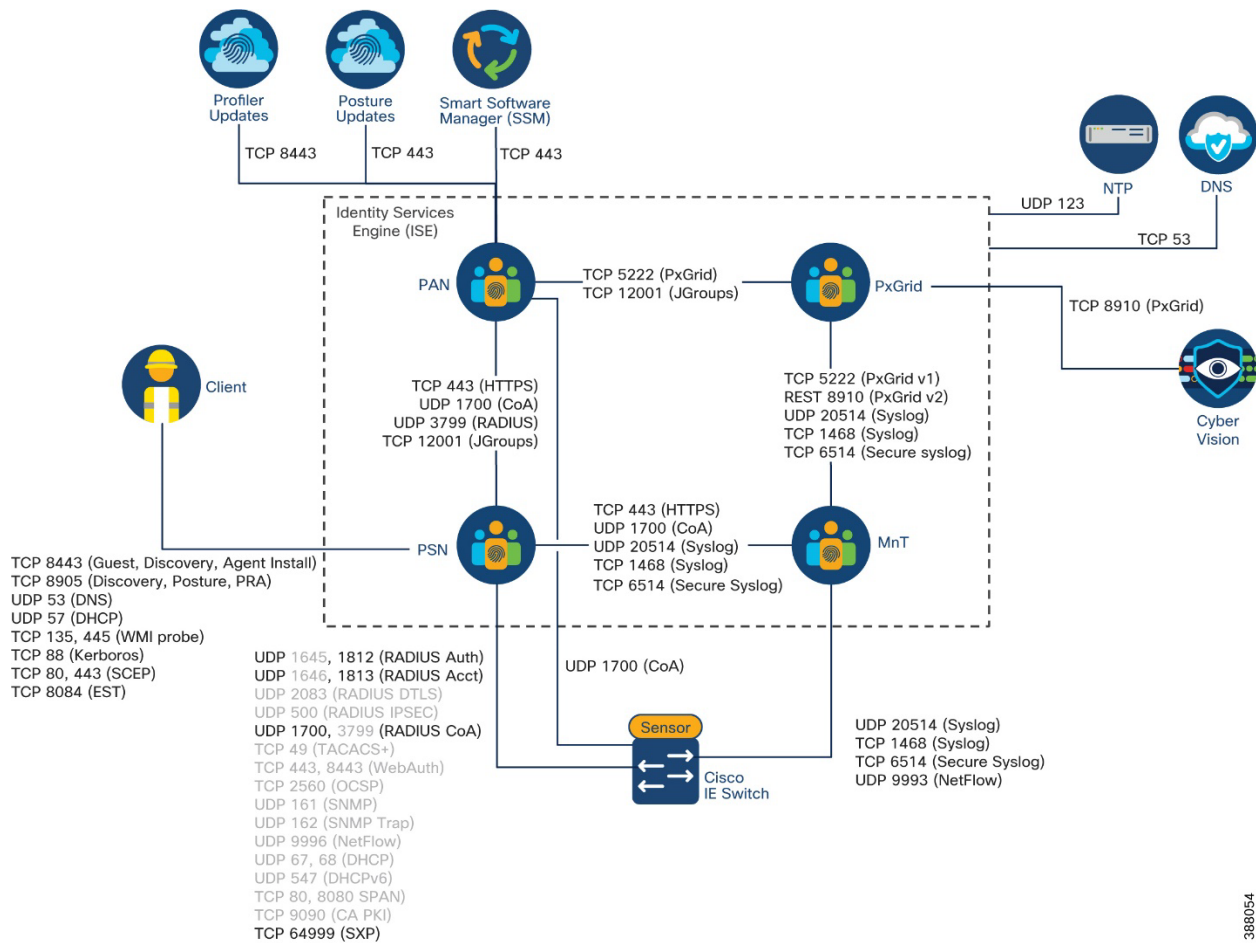 Profiler
Updates
Posture
Updates
Smart Software
Manager (SSM)
TCP 8443
TCP 443
TCP 443
NTP
DNS
UDP 123
TCP 53
Identity Services
Engine (ISE)
PAN
TCP 5222 (PxGrid)
TCP 12001 (JGroups)
PxGrid
TCP 8910 (PxGrid)
Client
TCP 443 (HTTPS)
UDP 1700 (CoA)
UDP 3799 (RADIUS)
TCP 12001 (JGroups)
TCP 5222 (PxGrid v1)
REST 8910 (PxGrid v2)
UDP 20514 (Syslog)
TCP 1468 (Syslog)
TCP 6514 (Secure syslog)
Cyber
Vision
PSN
TCP 443 (HTTPS)
UDP 1700 (CoA)
UDP 20514 (Syslog)
TCP 1468 (Syslog)
TCP 6514 (Secure Syslog)
MnT
TCP 8443 (Guest, Discovery, Agent Install)
TCP 8905 (Discovery, Posture, PRA)
UDP 53 (DNS)
UDP 57 (DHCP)
TCP 135, 445 (WMI probe)
TCP 88 (Kerboros)
TCP 80, 443 (SCEP)
TCP 8084 (EST)
UDP 1645, 1812 (RADIUS Auth)
UDP 1646, 1813 (RADIUS Acct)
UDP 2083 (RADIUS DTLS)
UDP 500 (RADIUS IPSEC)
UDP 1700, 3799 (RADIUS CoA)
TCP 49 (TACACS+)
TCP 443, 8443 (WebAuth)
TCP 2560 (OCSP)
UDP 161 (SNMP)
UDP 162 (SNMP Trap)
UDP 9996 (NetFlow)
UDP 67, 68 (DHCP)
UDP 547 (DHCPv6)
TCP 80, 8080 SPAN)
TCP 9090 (CA PKI)
TCP 64999 (SXP)
UDP 1700 (CoA)
Sensor
Cisco
IE Switch
UDP 20514 (Syslog)
TCP 1468 (Syslog)
TCP 6514 (Secure Syslog)
UDP 9993 (NetFlow)
388054